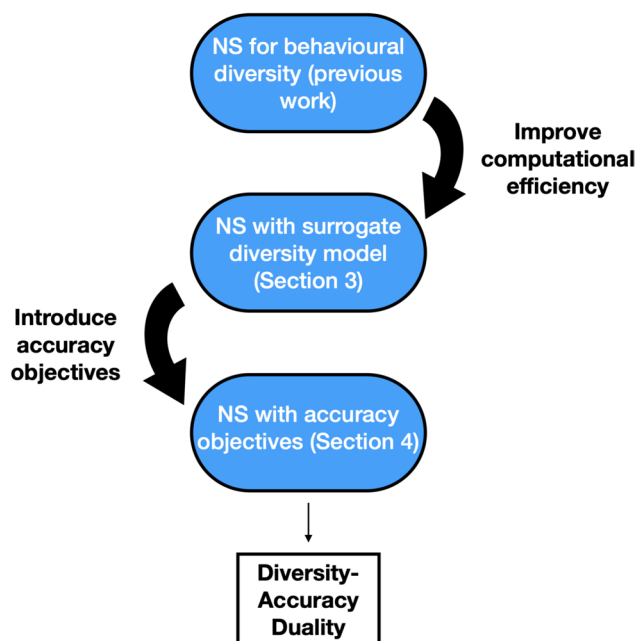 NS for behavioural
diversity (previous
work)
Improve
computational
efficiency
NS with surrogate
diversity model
(Section 3)
Introduce
accuracy
objectives
NS with accuracy
objectives (Section 4)
Diversity-
Accuracy
Duality